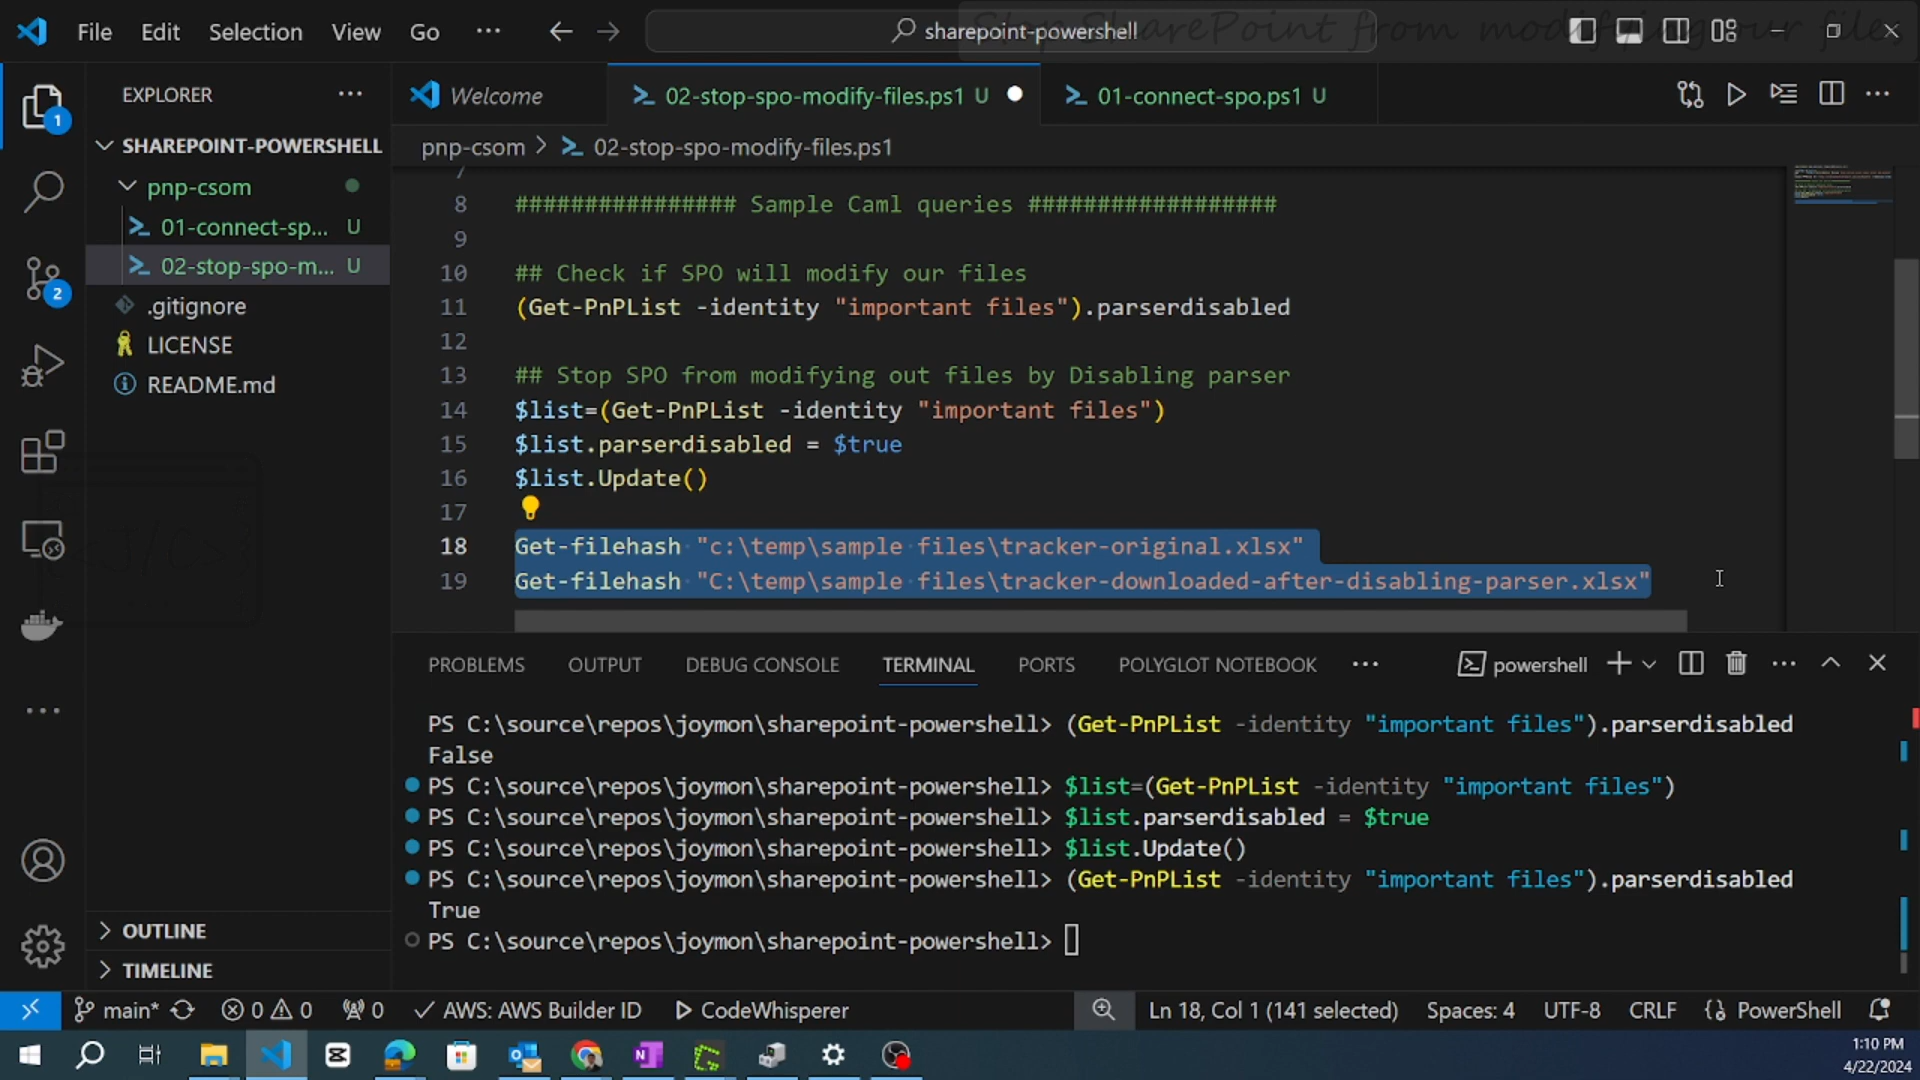 File Edit Selection View Go ··· sharepoint-powershell
Stop SharePoint from modifying our files
EXPLORER ···
Welcome
02-stop-spo-modify-files.ps1 U
01-connect-spo.ps1 U
SHAREPOINT-POWERSHELL
pnp-csom > 02-stop-spo-modify-files.ps1
pnp-csom
01-connect-sp... U
02-stop-spo-m... U
.gitignore
LICENSE
README.md
1
2
7
8 ################ Sample Caml queries ##################
9
10 ## Check if SPO will modify our files
11 (Get-PnPList -identity "important files").parserdisabled
12
13 ## Stop SPO from modifying out files by Disabling parser
14 $list=(Get-PnPList -identity "important files")
15 $list.parserdisabled = $true
16 $list.Update()
17
18 Get-filehash "c:\temp\sample files\tracker-original.xlsx"
19 Get-filehash "C:\temp\sample files\tracker-downloaded-after-disabling-parser.xlsx"
PROBLEMS OUTPUT DEBUG CONSOLE TERMINAL PORTS POLYGLOT NOTEBOOK ··· powershell
PS C:\source\repos\joymon\sharepoint-powershell> (Get-PnPList -identity "important files").parserdisabled
False
PS C:\source\repos\joymon\sharepoint-powershell> $list=(Get-PnPList -identity "important files")
PS C:\source\repos\joymon\sharepoint-powershell> $list.parserdisabled = $true
PS C:\source\repos\joymon\sharepoint-powershell> $list.Update()
PS C:\source\repos\joymon\sharepoint-powershell> (Get-PnPList -identity "important files").parserdisabled
True
PS C:\source\repos\joymon\sharepoint-powershell>
OUTLINE
TIMELINE
main* 0 0 0 AWS: AWS Builder ID CodeWhisperer Ln 18, Col 1 (141 selected) Spaces: 4 UTF-8 CRLF {} PowerShell
1:10 PM
4/22/2024